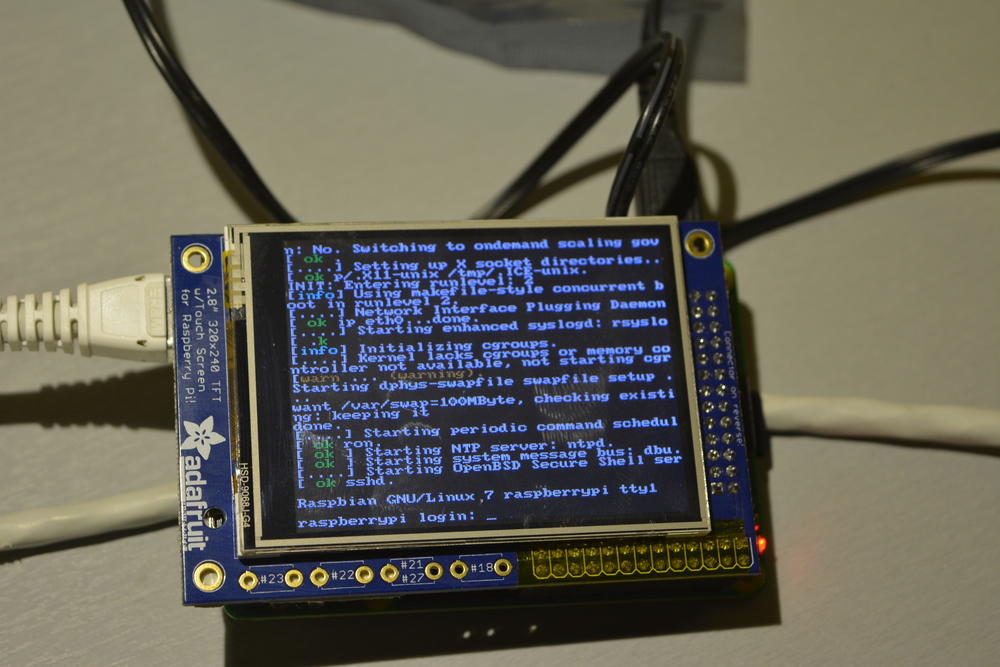 n: No. Switching to ondemand scaling gov
[ ok
[....] Setting up X socket directories...
ok p/.X11-unix /tmp/.ICE-unix.
INIT: Entering runlevel: 2
[info] Using makefile-style concurrent b
oot in runlevel 2.
[....] Network Interface Plugging Daemon
ok ip eth0...done.
[....] Starting enhanced syslogd: rsyslo
ok
[info] Initializing cgroups.
[....] Kernel lacks cgroups or memory co
ntroller not available, not starting cgr
[warn ... (warning).
Starting dphys-swapfile swapfile setup .
..
want /var/swap=100MByte, checking existi
ng: keeping it
done.
[....] Starting periodic command schedul
ok ron.
[....] Starting NTP server: ntpd.
ok
[....] Starting system message bus: dbu.
ok
[....] Starting OpenBSD Secure Shell ser
[ ok sshd.
Raspbian GNU/Linux 7 raspberrypi tty1
raspberrypi login: _
2.8" 320x240 TFT
w/Touch Screen
for Raspberry Pi!
adafruit
HSD-9068J-G4
Connector on reverse
#23
#22
#21
#27
#18